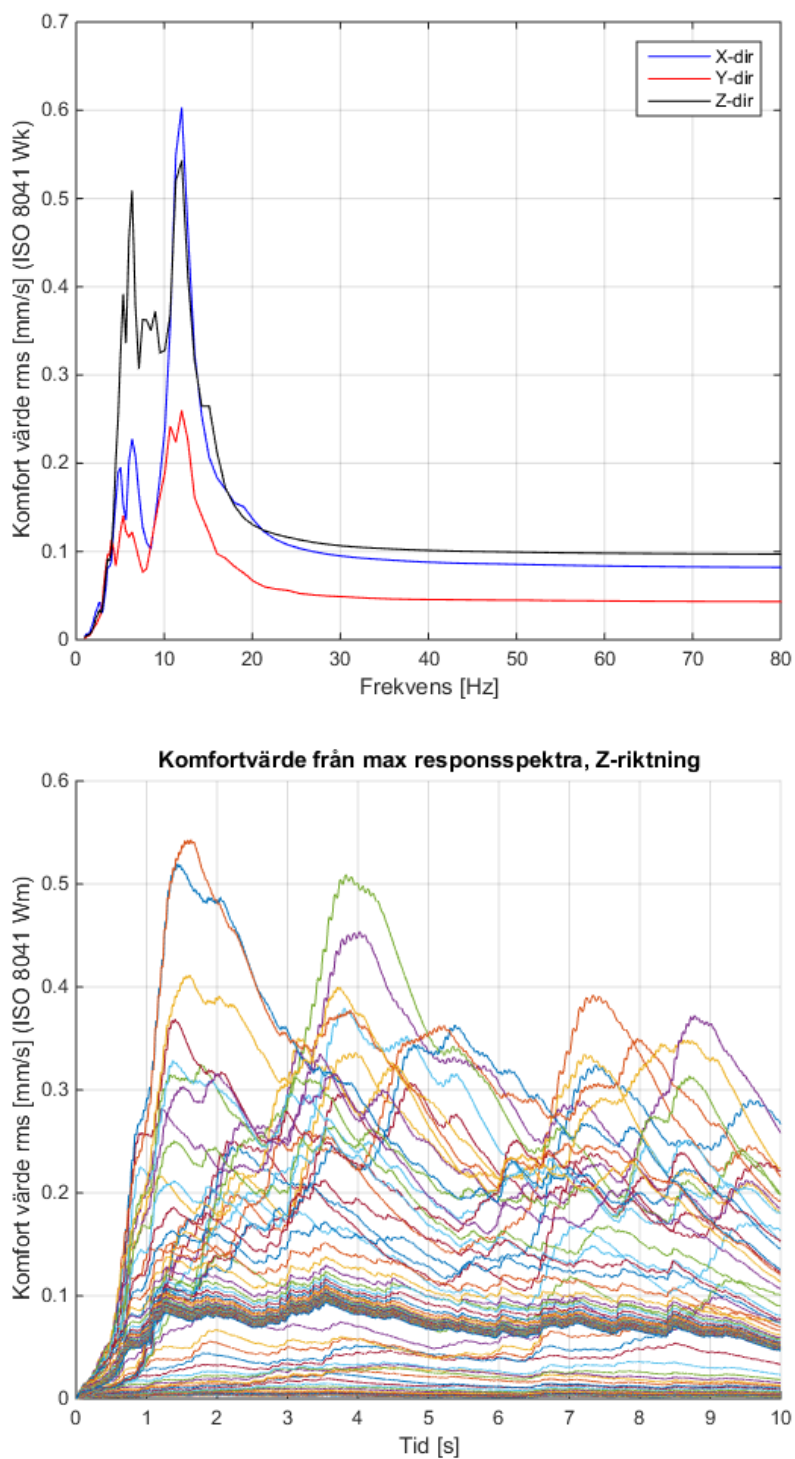 Komfort värde rms [mm/s] (ISO 8041 Wk)
0.7
0.6
0.5
0.4
0.3
0.2
0.1
0
X-dir
Y-dir
Z-dir
0 10 20 30 40 50 60 70 80
Frekvens [Hz]
Komfortvärde från max responsspektra, Z-riktning
Komfort värde rms [mm/s] (ISO 8041 Wm)
0.6
0.5
0.4
0.3
0.2
0.1
0
0 1 2 3 4 5 6 7 8 9 10
Tid [s]